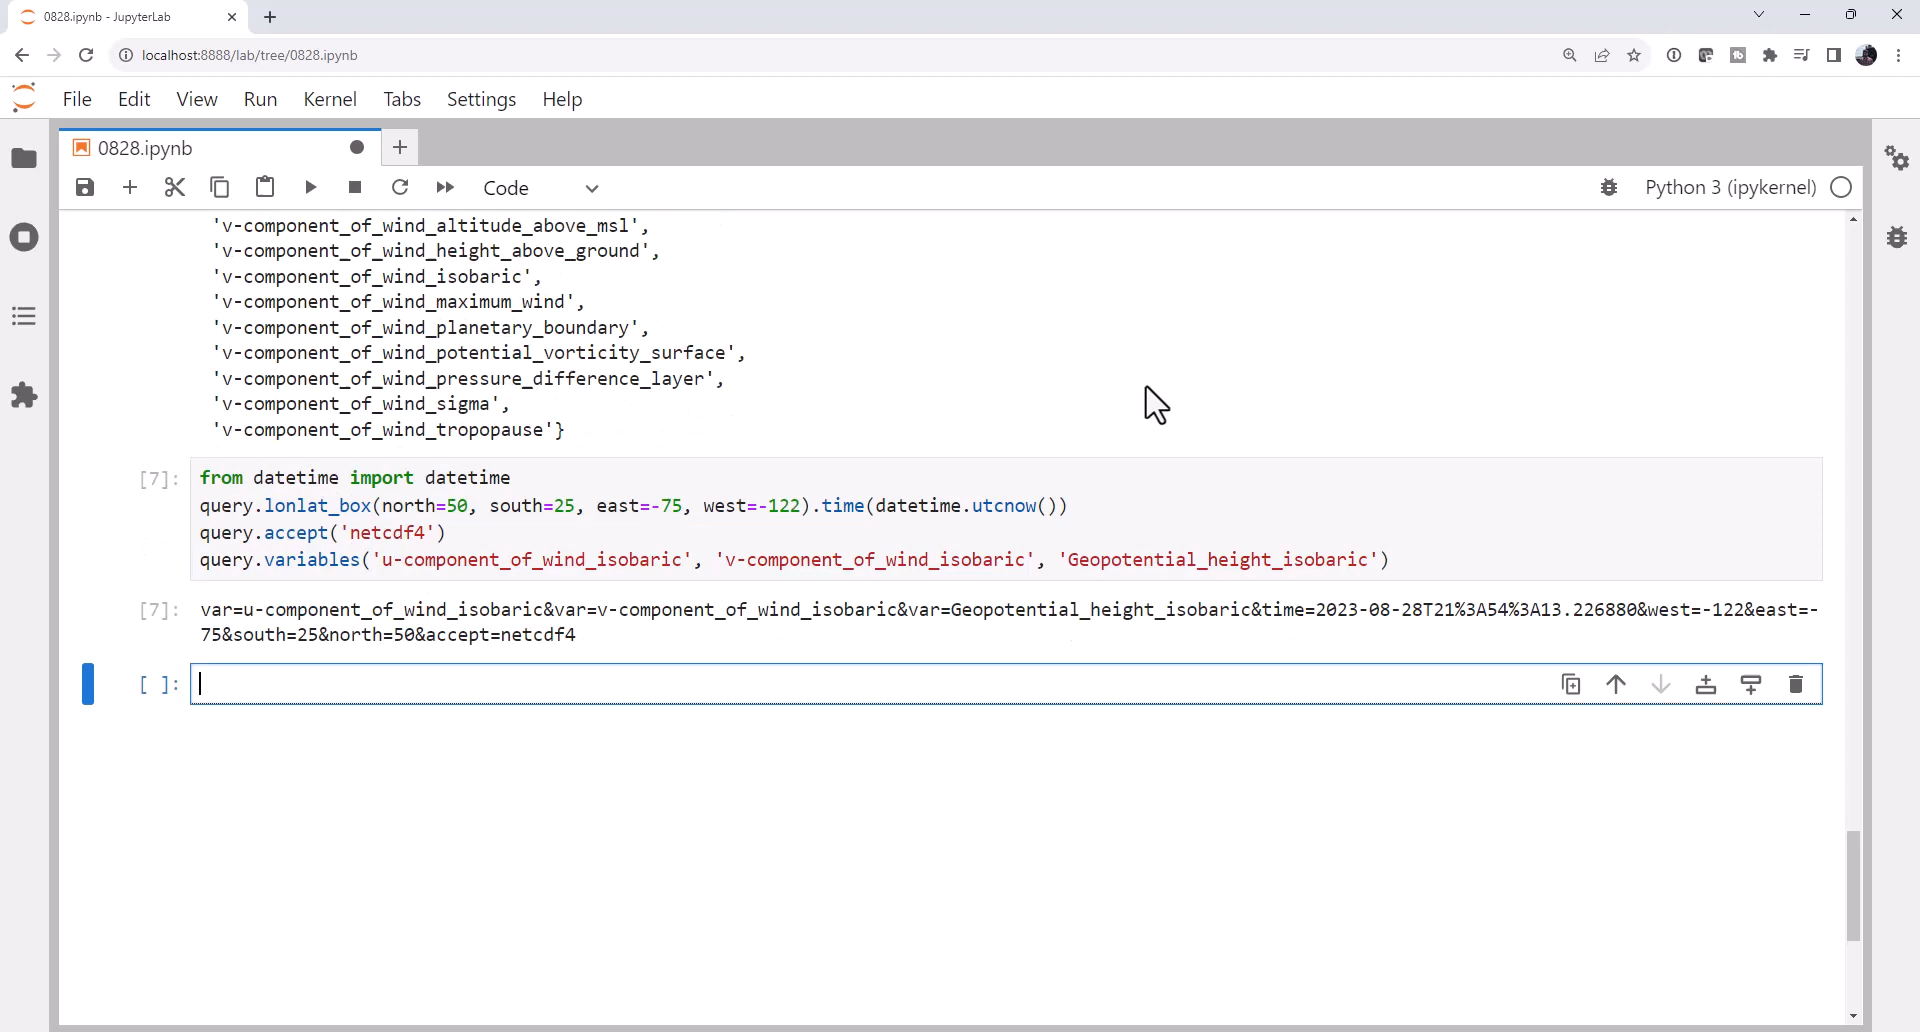 0828.ipynb - JupyterLab
localhost:8888/lab/tree/0828.ipynb
File Edit View Run Kernel Tabs Settings Help
0828.ipynb
Code
Python 3 (ipykernel)
'v-component_of_wind_altitude_above_msl',
'v-component_of_wind_height_above_ground',
'v-component_of_wind_isobaric',
'v-component_of_wind_maximum_wind',
'v-component_of_wind_planetary_boundary',
'v-component_of_wind_potential_vorticity_surface',
'v-component_of_wind_pressure_difference_layer',
'v-component_of_wind_sigma',
'v-component_of_wind_tropopause'}
[7]: from datetime import datetime
query.lonlat_box(north=50, south=25, east=-75, west=-122).time(datetime.utcnow())
query.accept('netcdf4')
query.variables('u-component_of_wind_isobaric', 'v-component_of_wind_isobaric', 'Geopotential_height_isobaric')
[7]: var=u-component_of_wind_isobaric&var=v-component_of_wind_isobaric&var=Geopotential_height_isobaric&time=2023-08-28T21%3A54%3A13.226880&west=-122&east=-
75&south=25&north=50&accept=netcdf4
[ ]: